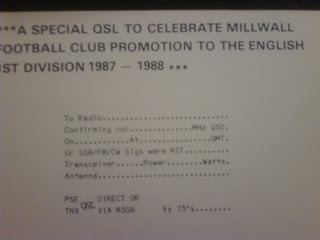 ***A SPECIAL QSL TO CELEBRATE MILLWALL
FOOTBALL CLUB PROMOTION TO THE ENGLISH
IST DIVISION 1987 — 1988 ***
To Radio............................
Confirming our..............MHz QSO.
On............At................GMT.
Or SSB/FM/CW Sigs were RST..........
Transceiver......Power........Watts.
Antenna.............................
PSE QSL DIRECT OR
TNX QSL VIA RSGB Vy 73's........